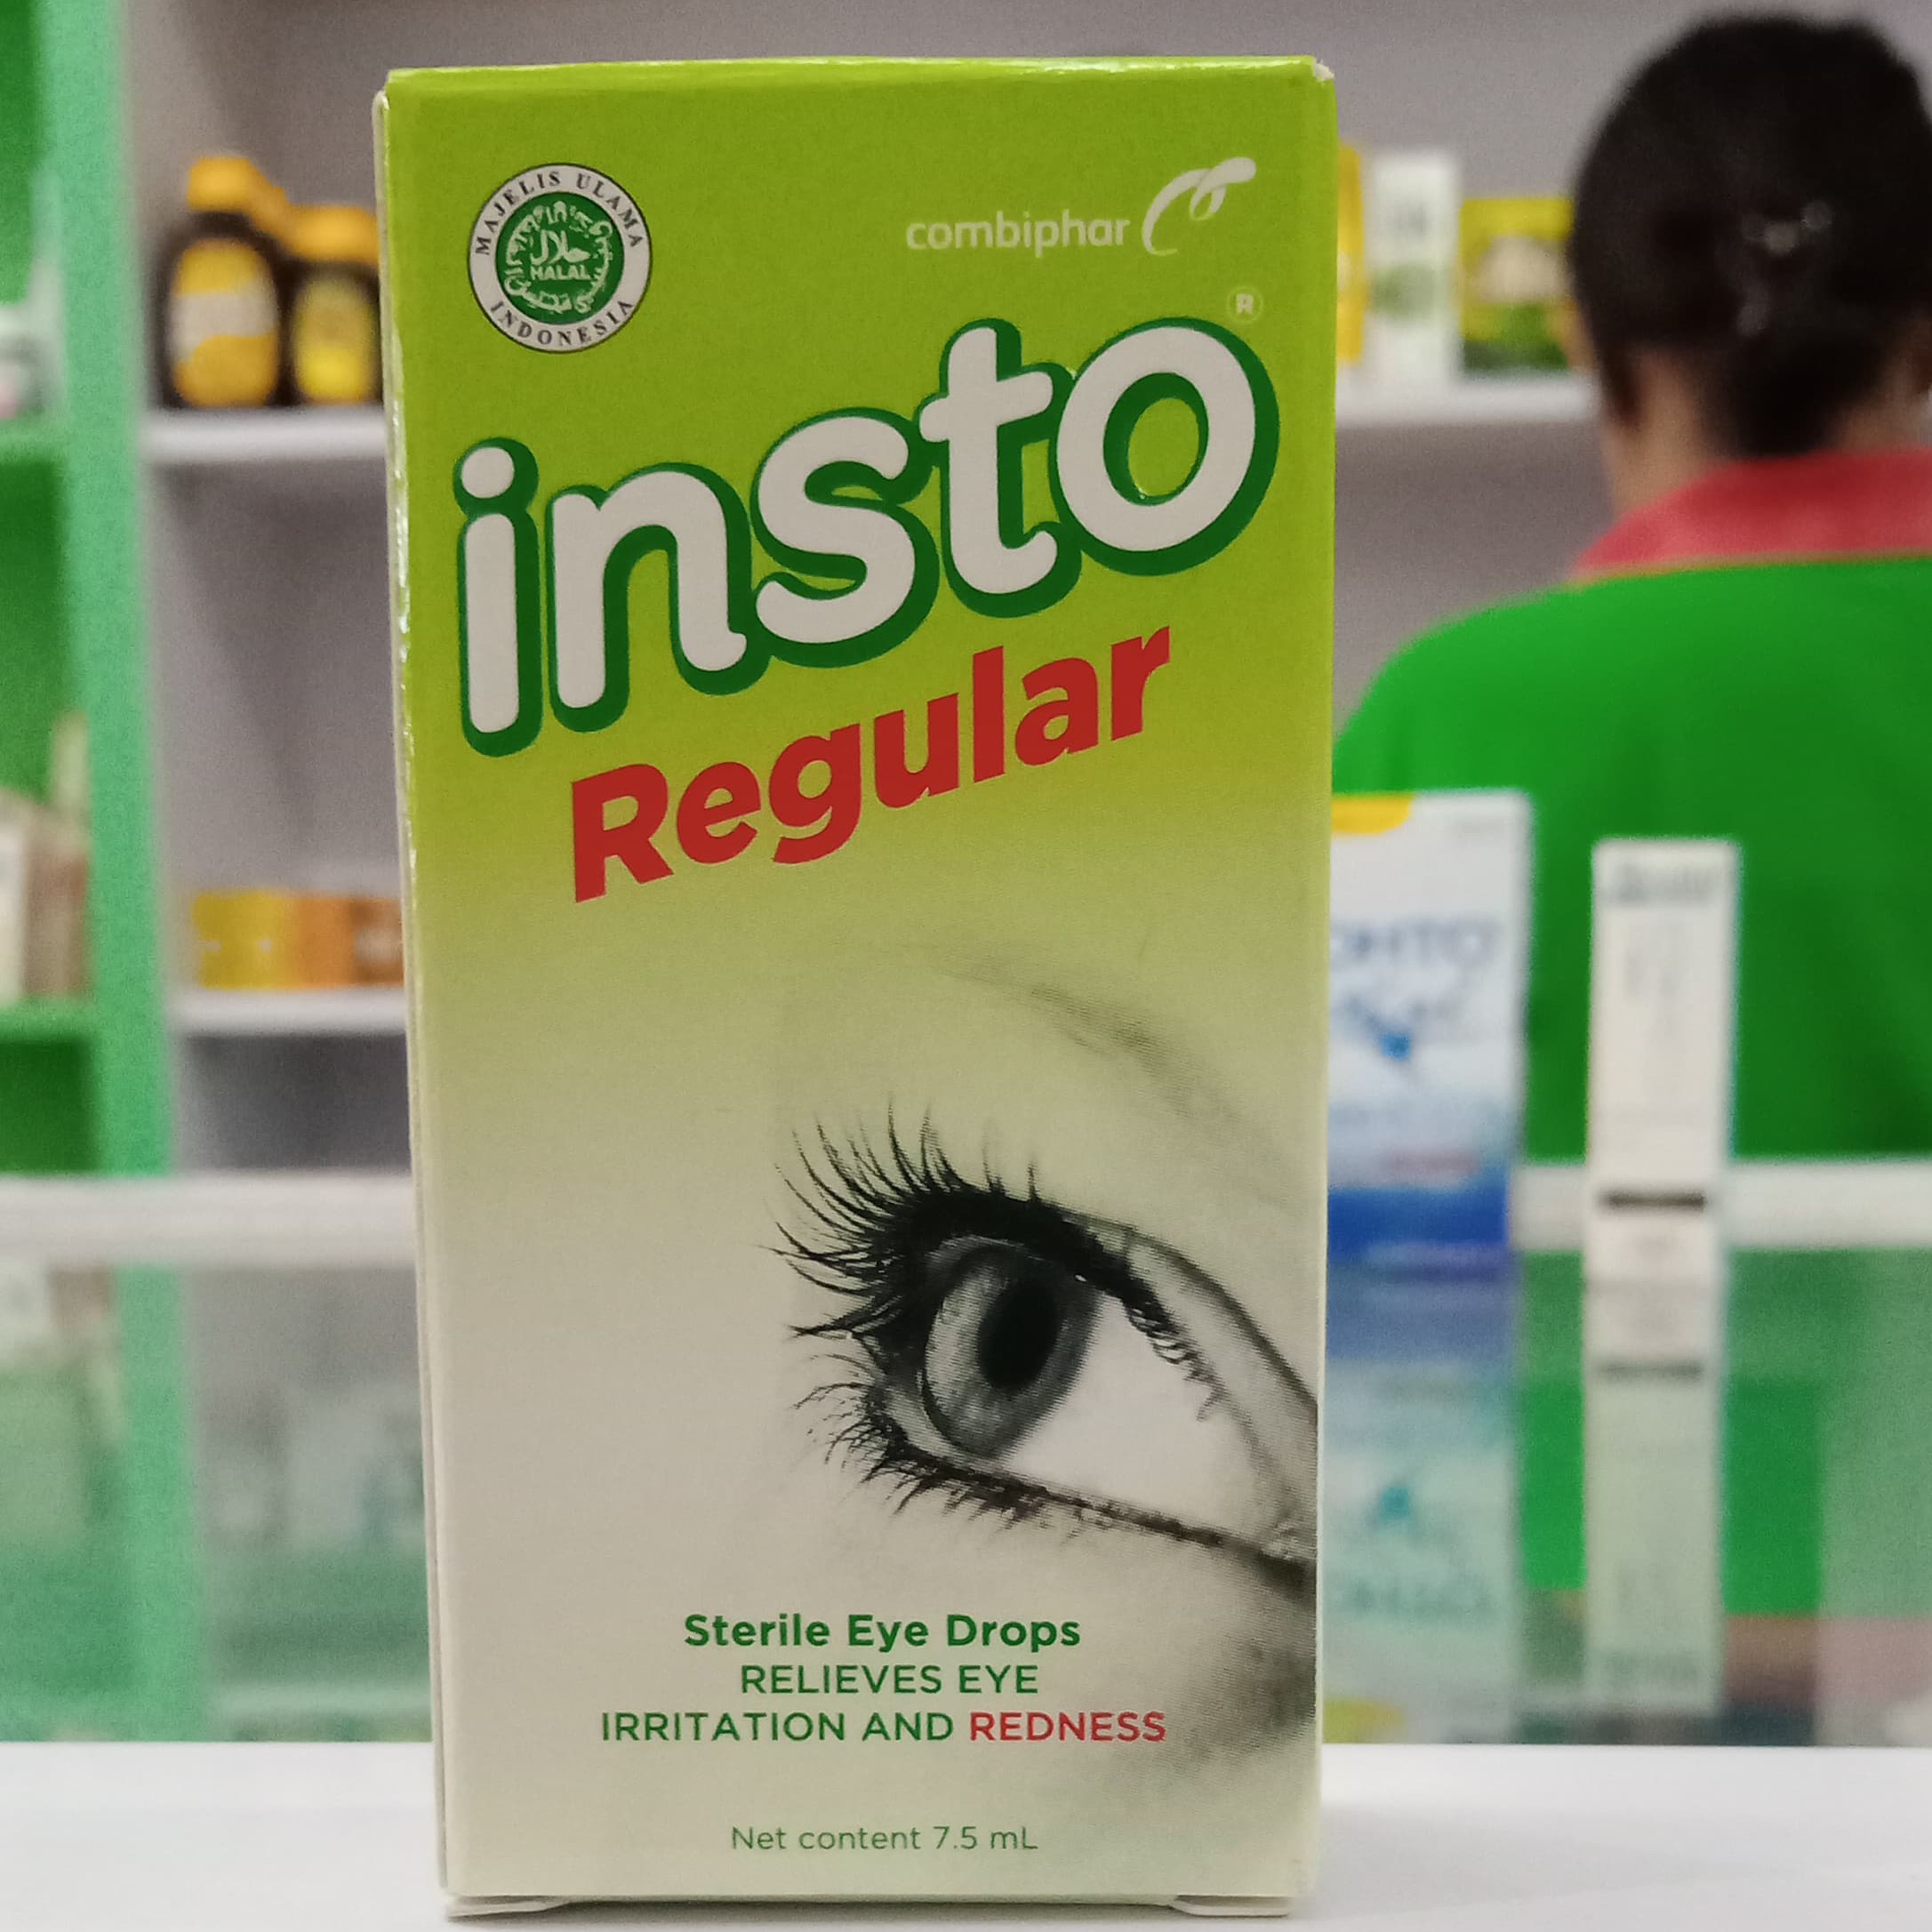 MAJELIS ULAMA
حلال
HALAL
INDONESIA
combiphar
®
insto
Regular
Sterile Eye Drops
RELIEVES EYE
IRRITATION AND REDNESS
Net content 7.5 mL